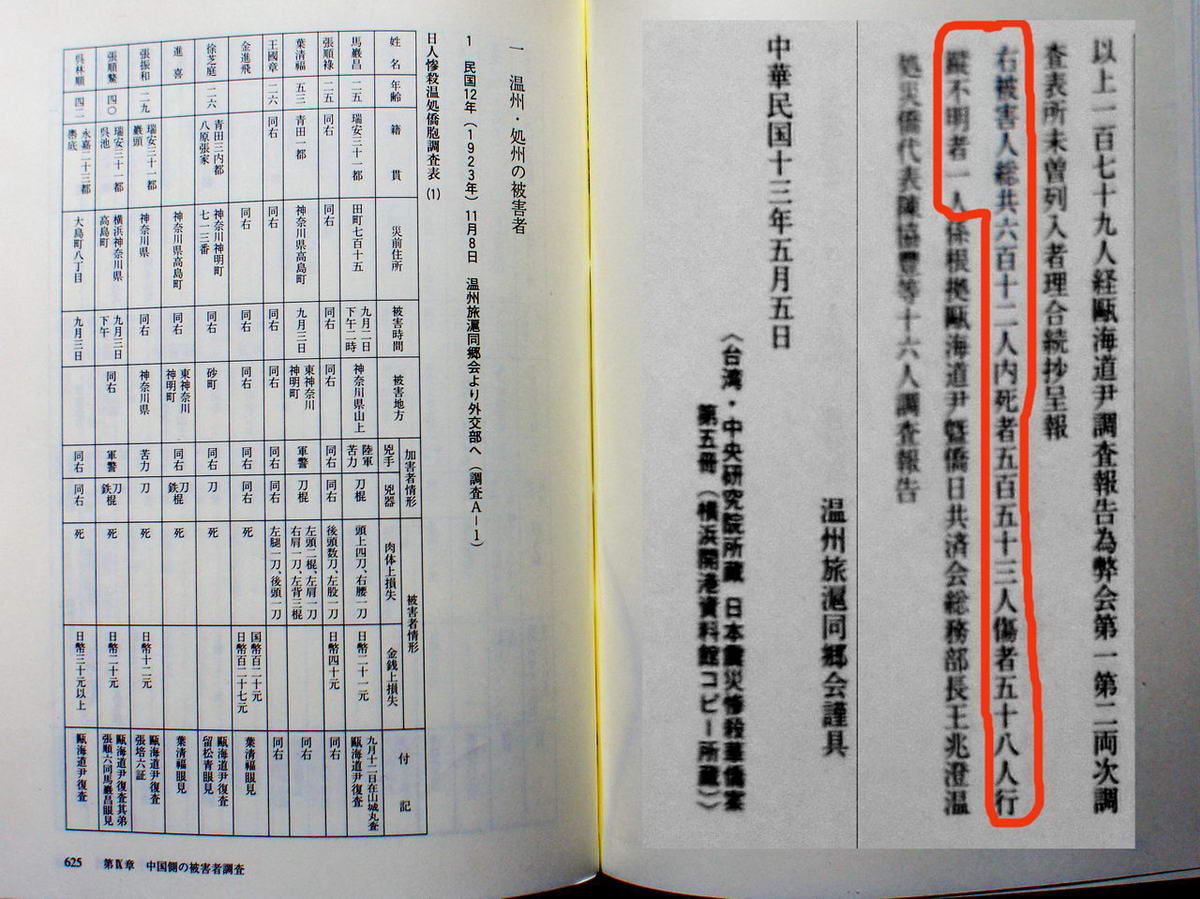 以上一百七十九人経甌海道尹調査報告為弊会第一第二両次調
査表所未曽列入者理合続抄呈報
右被害人総共六百十二人内死者五百五十三人傷者五十八人行
蹤不明者一人係根拠甌海道尹曁僑日共済会総務部長王兆澄温
処災僑代表陳協豊等十六人調査報告
温州旅滬同郷会謹具
中華民国十三年五月五日
〈台湾・中央研究院所蔵 日本震災惨殺華僑案
第五冊（横浜開港資料館コピー所蔵）〉
一 温州・処州の被害者
1 民国12年（1923年）11月8日 温州旅滬同郷会より外交部へ（調査A－1）
日人惨殺温処僑胞調査表（1）
姓名 年齢 籍貫 災前住所 被害時間 被害地方 加害者情形 兇手 兇器 被害者情形 肉体上損失 金銭上損失 付記
馬巌昌 二五 瑞安三十一都 田町七百十五 九月二日下午二時 神奈川県山上 陸軍苦力 刀棍 頭上四刀、右腰一刀 日幣二十一元 九月十二日在山城丸査甌海道尹復査
張順祿 二五 同右 同右 同右 同右 同右 同右 後頭数刀、左股一刀 日幣四十元 同右
葉清福 五三 青田一都 神奈川県高島町 九月三日 東神奈川神明町 軍警 刀棍 左頭二棍、左肩一刀右肩一刀、左背三棍 同右
王國章 二六 同右 同右 同右 同右 同右 同右 左腿一刀、後頭一刀 同右
金進飛 同右 同右 同右 同右 同右 死 国幣百二十元日幣百二十七元 葉清福眼見
徐芝庭 二六 青田三内都八原張家 神奈川神明町七一三番 同右 砂町 同右 刀 死 甌海道尹復査留松青眼見
進喜 神奈川県高島町 同右 東神奈川神明町 同右 刀鉄棍 死 葉清福眼見
張振和 二九 瑞安三十一都巌頭 神奈川県 同右 神奈川県 苦力 刀 死 日幣十二元 甌海道尹復査張培六証
張順鰲 四〇 瑞安三十一都呉池 横浜神奈川県高島町 九月三日下午 同右 軍警 刀鉄棍 死 日幣二十元 甌海道尹復査其弟張順六同馬巌昌眼見
呉林順 四二 永嘉二十三都底 大島町八丁目 九月三日 同右 同右 死 日幣三十元以上 甌海道尹復査
625 第Ⅸ章 中国側の被害者調査